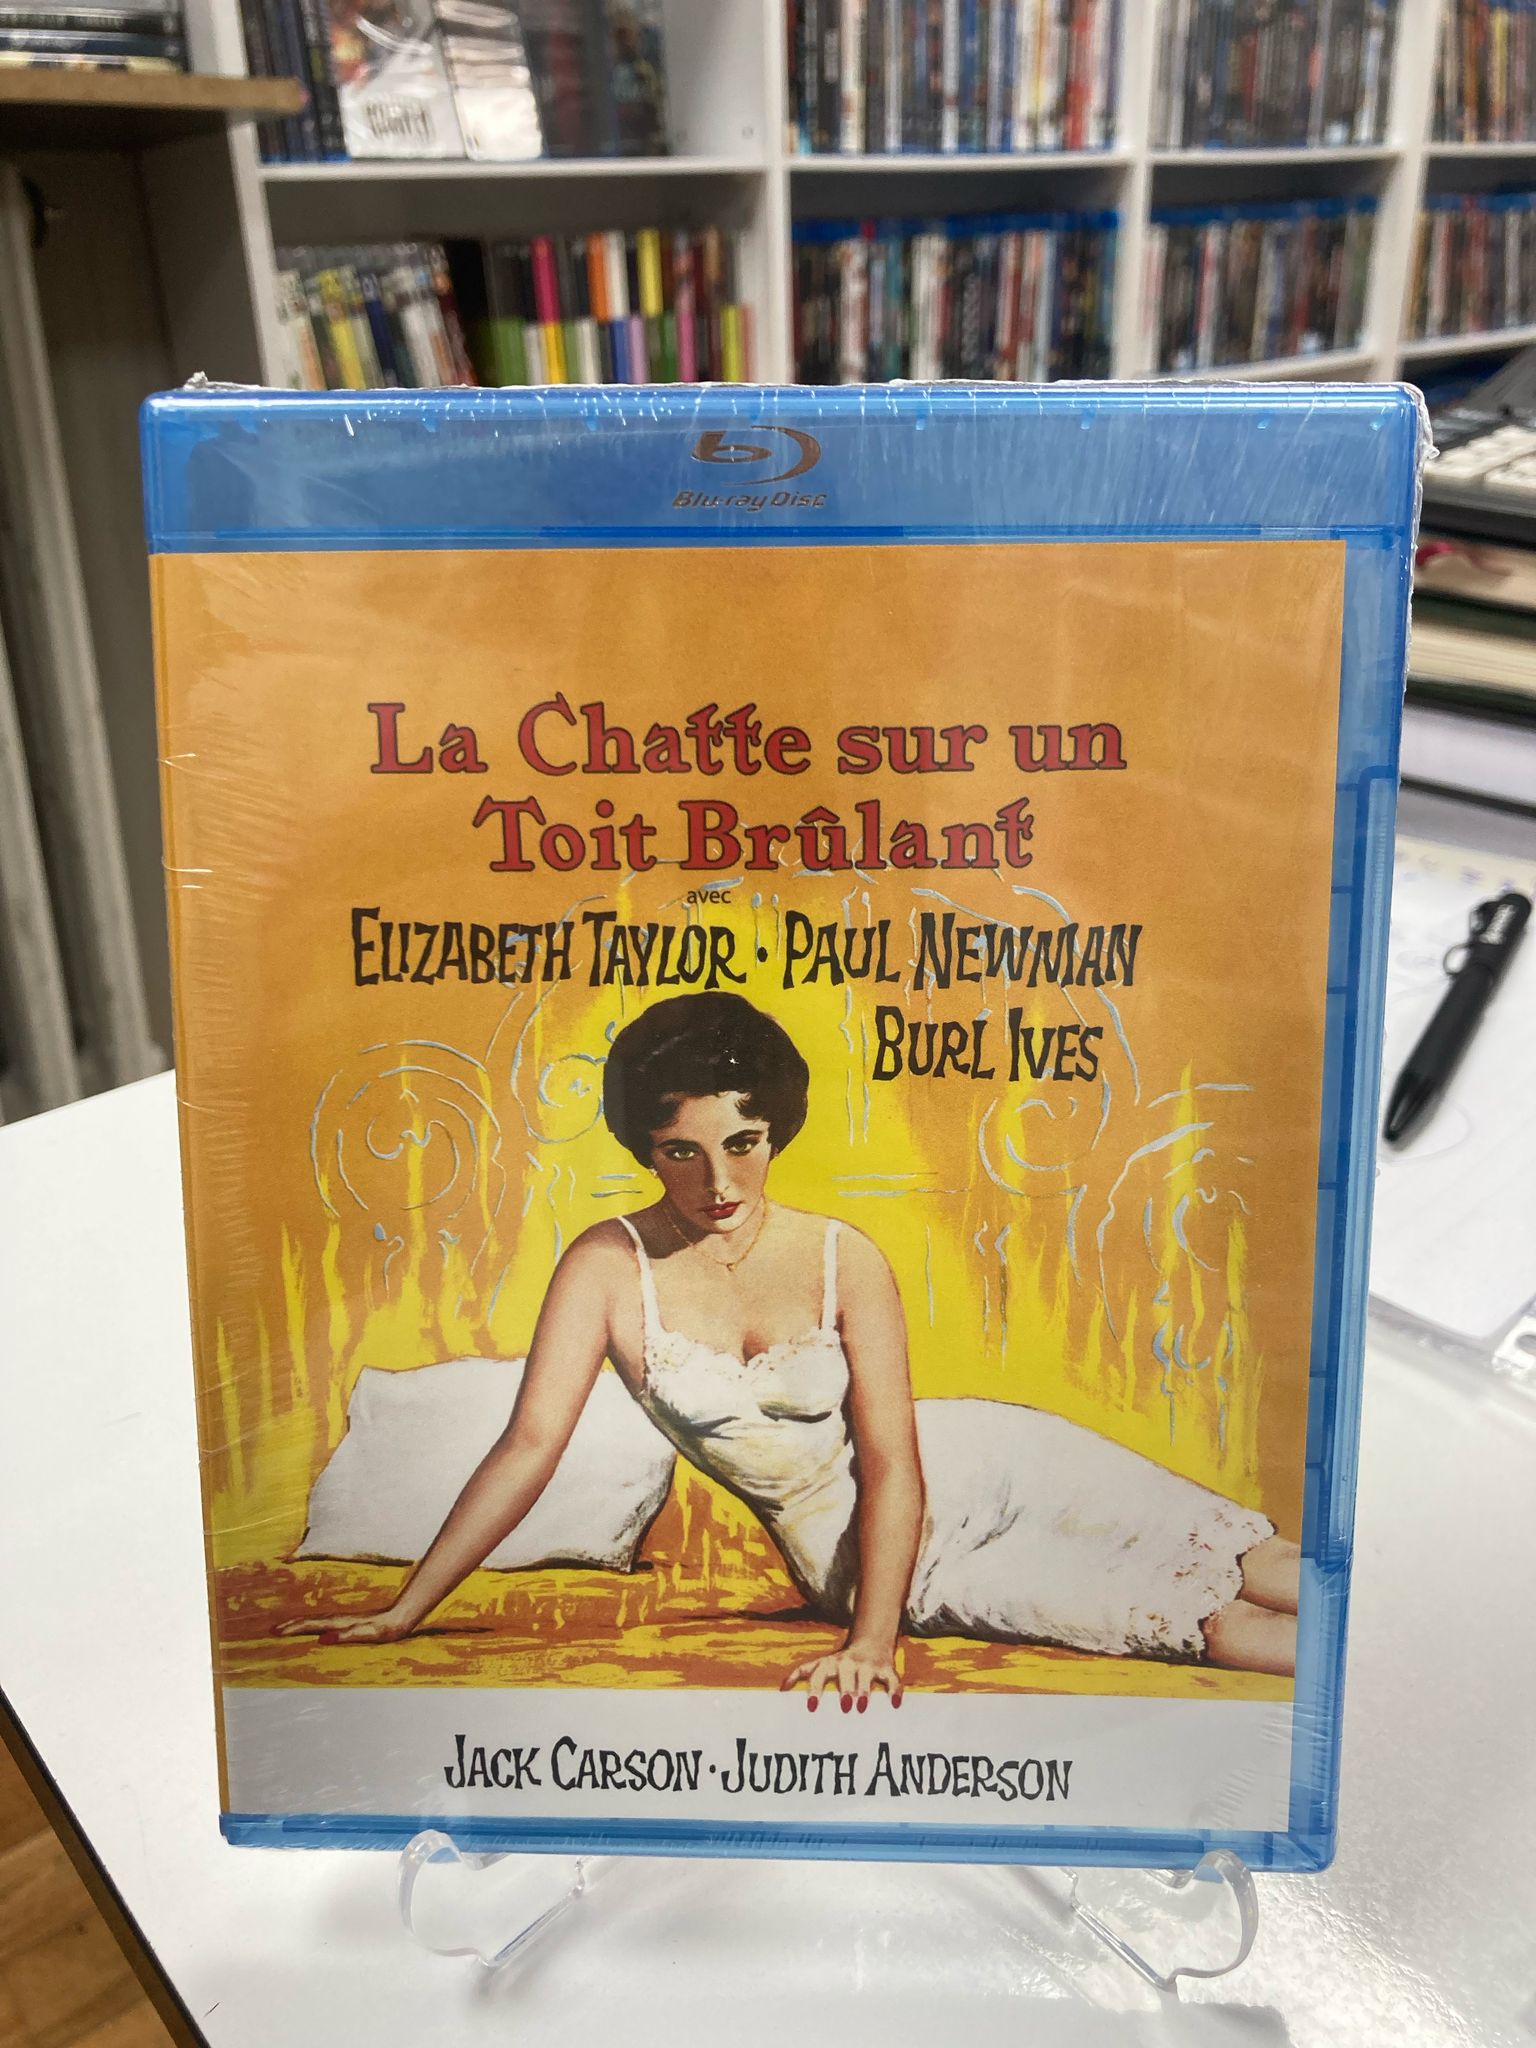 Blu-ray Disc
La Chatte sur un
Toit Brûlant
avec
ELIZABETH TAYLOR · PAUL NEWMAN
BURL IVES
JACK CARSON · JUDITH ANDERSON